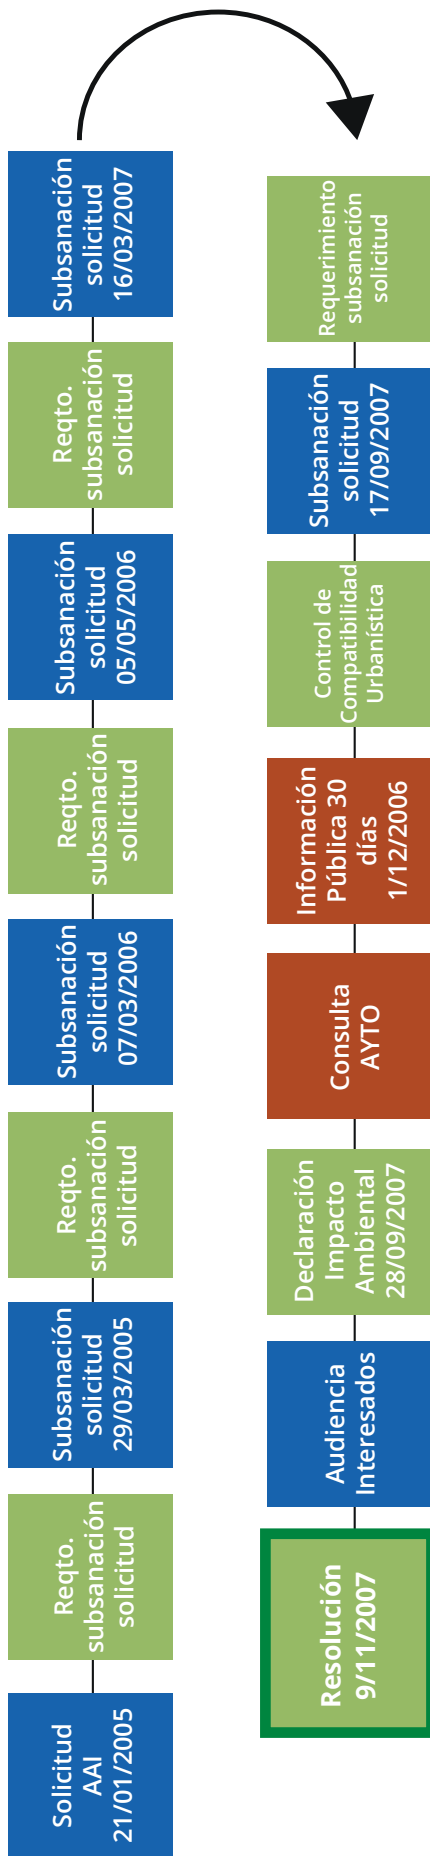 Solicitud
AAI
21/01/2005
Reqto.
subsanación
solicitud
Subsanación
solicitud
29/03/2005
Reqto.
subsanación
solicitud
Subsanación
solicitud
07/03/2006
Reqto.
subsanación
solicitud
Subsanación
solicitud
05/05/2006
Reqto.
subsanación
solicitud
Subsanación
solicitud
16/03/2007
Requerimiento
subsanación
solicitud
Subsanación
solicitud
17/09/2007
Control de
Compatibilidad
Urbanística
Información
Pública 30
días
1/12/2006
Consulta
AYTO
Declaración
Impacto
Ambiental
28/09/2007
Audiencia
Interesados
Resolución
9/11/2007